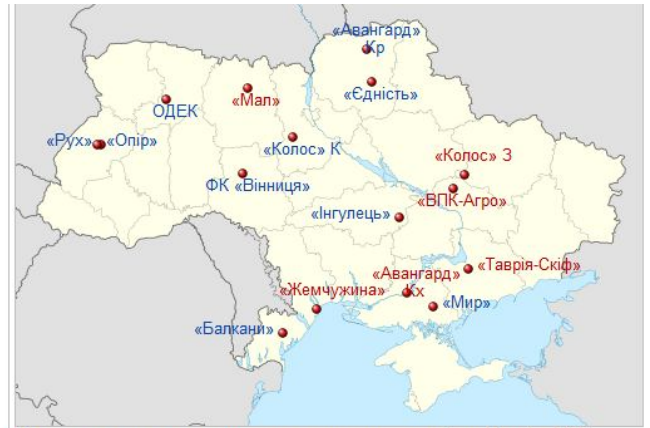 «Авангард»
Кр
«Єдність»
ОДЕК
«Мал»
«Рух»
«Опір»
«Колос» К
«Колос» З
ФК «Вінниця»
«ВПК-Агро»
«Інгулець»
«Таврія-Скіф»
«Авангард»
Кх
«Жемчужина»
«Мир»
«Балкани»